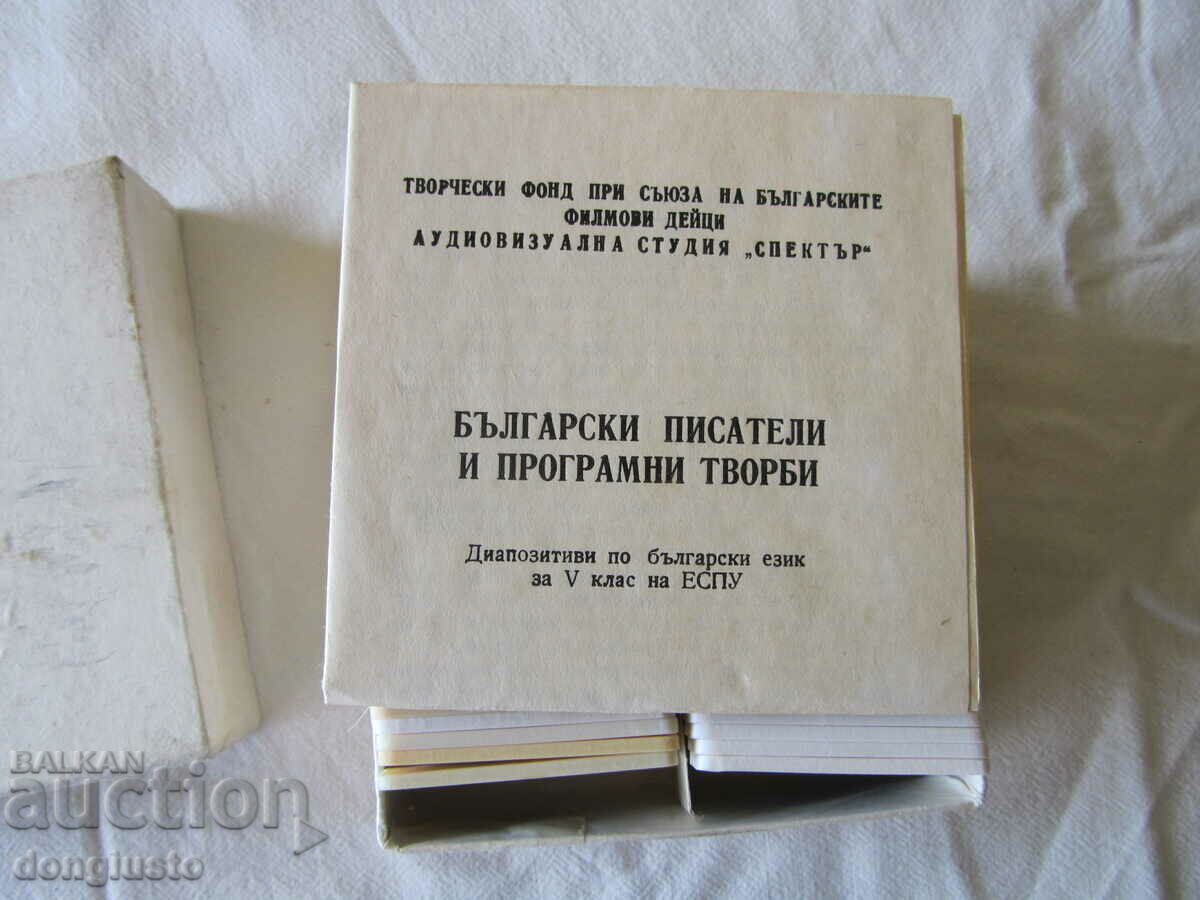 ТВОРЧЕСКИ ФОНД ПРИ СЪЮЗА НА БЪЛГАРСКИТЕ
ФИЛМОВИ ДЕЙЦИ
АУДИОВИЗУАЛНА СТУДИЯ „СПЕКТЪР“
БЪЛГАРСКИ ПИСАТЕЛИ
И ПРОГРАМНИ ТВОРБИ
Диапозитиви по български език
за V клас на ЕСПУ
BALKAN
auction
dongiusto